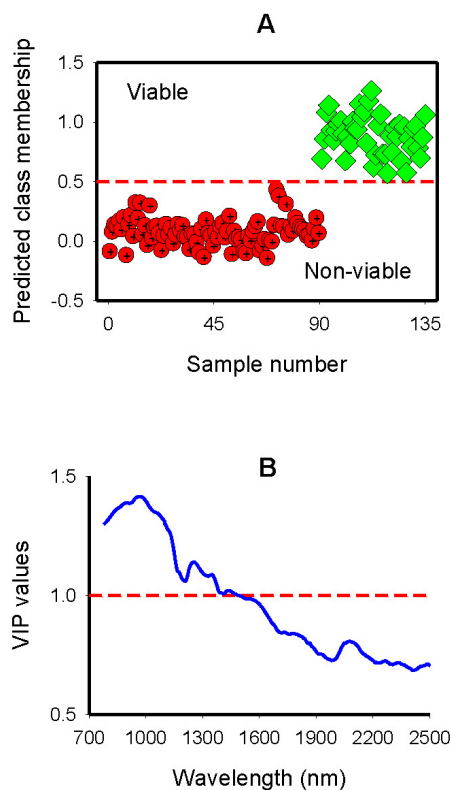 A
Predicted class membership
1.5
1.0
0.5
0.0
-0.5
Viable
Non-viable
0 45 90 135
Sample number
B
VIP values
1.5
1.0
0.5
700 1000 1300 1600 1900 2200 2500
Wavelength (nm)